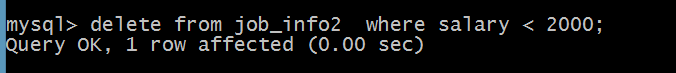 mysql> delete from job_info2  where salary < 2000;
Query OK, 1 row affected (0.00 sec)